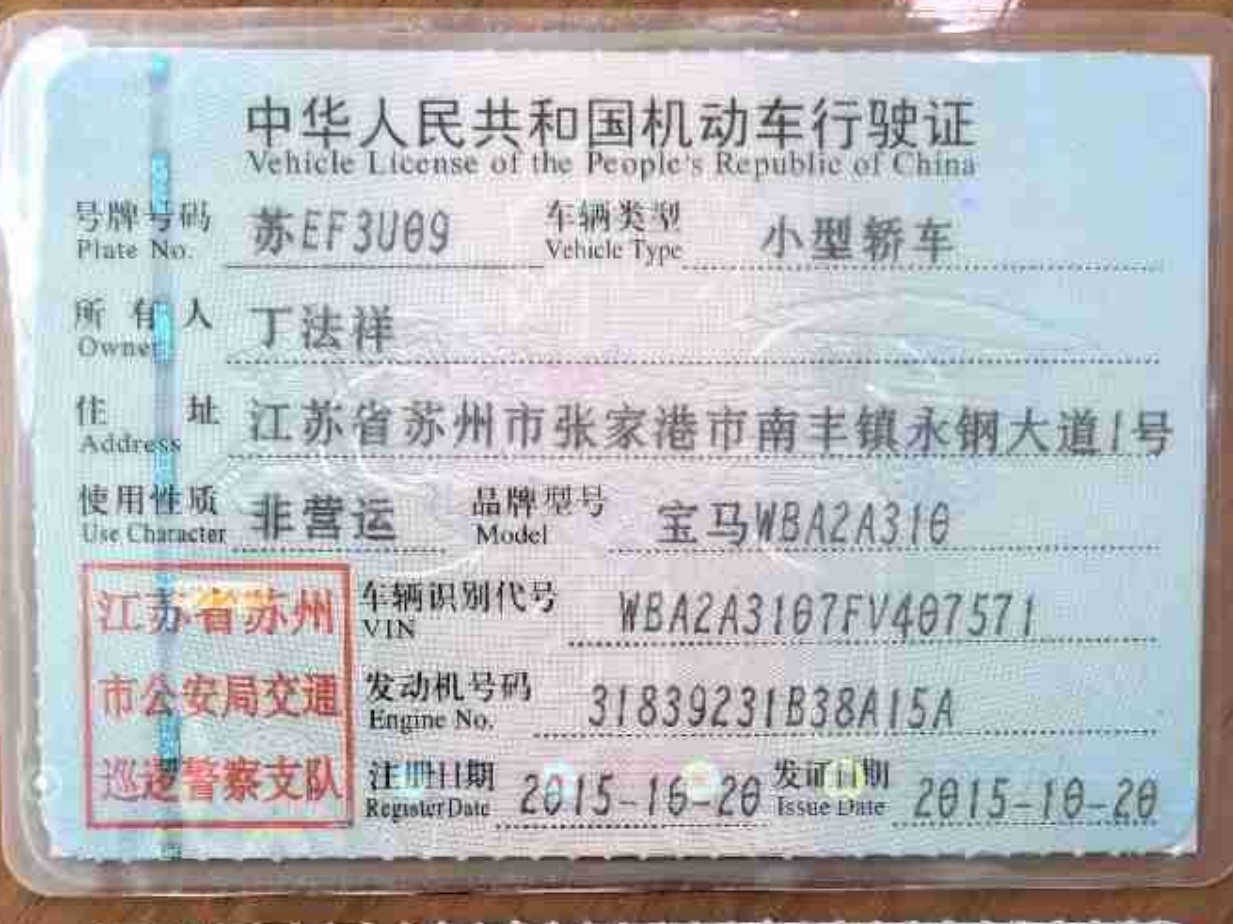 中华人民共和国机动车行驶证
Vehicle License of the People's Republic of China
号牌号码 苏EF3U09 车辆类型 小型轿车
Plate No. Vehicle Type
所有人 丁法祥
Owner
住址 江苏省苏州市张家港市南丰镇永钢大道1号
Address
使用性质 非营运 品牌型号 宝马WBA2A310
Use Character Model
江苏省苏州
市公安局交通
巡逻警察支队
车辆识别代号 WBA2A3107FV407571
VIN
发动机号码 31839231B38A15A
Engine No.
注册日期 2015-10-20 发证日期 2015-10-20
Register Date Issue Date